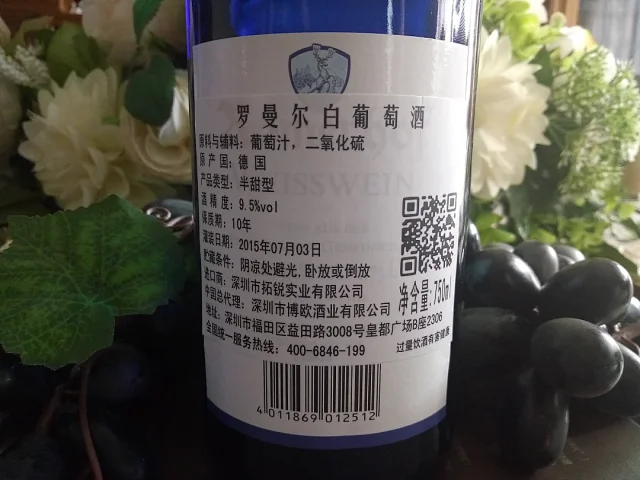 罗曼尔白葡萄酒
原料与辅料：葡萄汁，二氧化硫
原产国：德国
产品类型：半甜型
酒精度：9.5%vol
保质期：10年
灌装日期：2015年07月03日
贮藏条件：阴凉处避光，卧放或倒放
进口商：深圳市拓锐实业有限公司
中国总代理：深圳市博欧酒业有限公司
净含量：750ml
地址：深圳市福田区益田路3008号皇都广场B座2306
全国统一服务热线：400-6846-199
过量饮酒有害健康
4 011869 012512